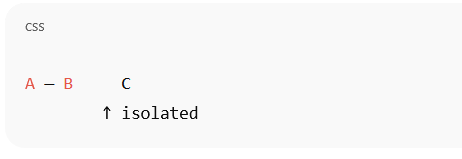 css
A — B     C
        ↑ isolated